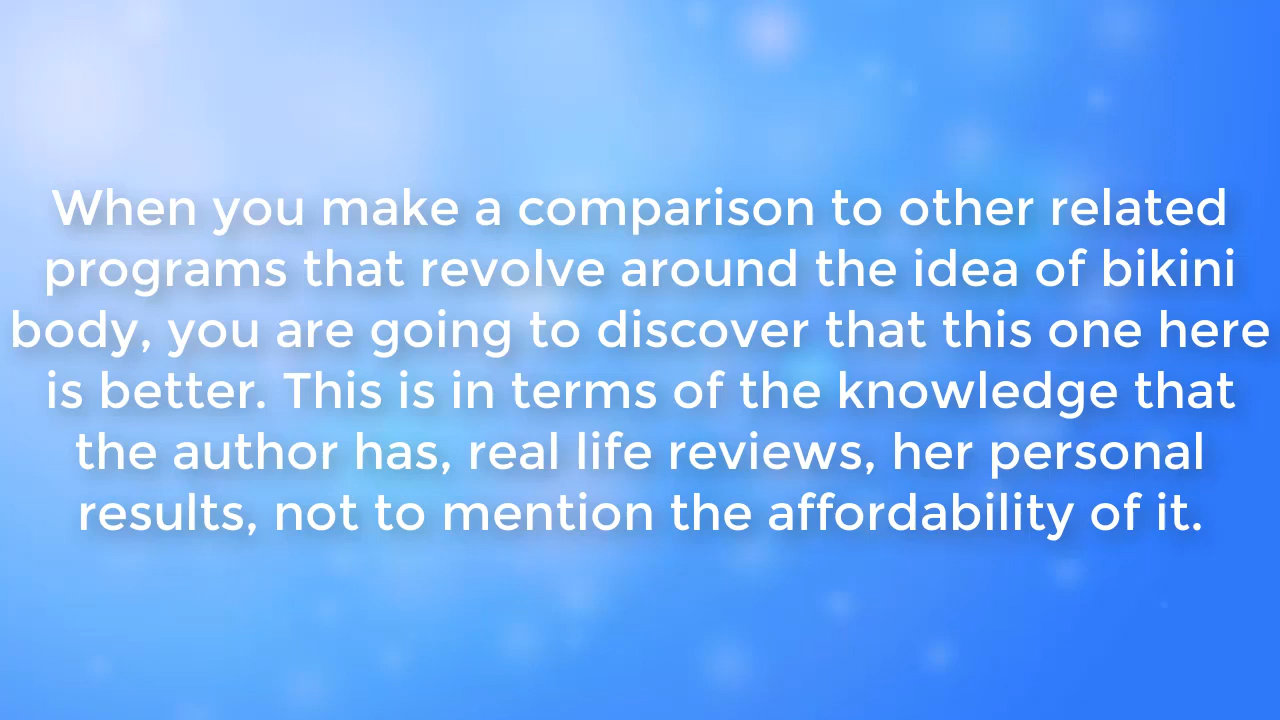 When you make a comparison to other related
programs that revolve around the idea of bikini
body, you are going to discover that this one here
is better. This is in terms of the knowledge that
the author has, real life reviews, her personal
results, not to mention the affordability of it.